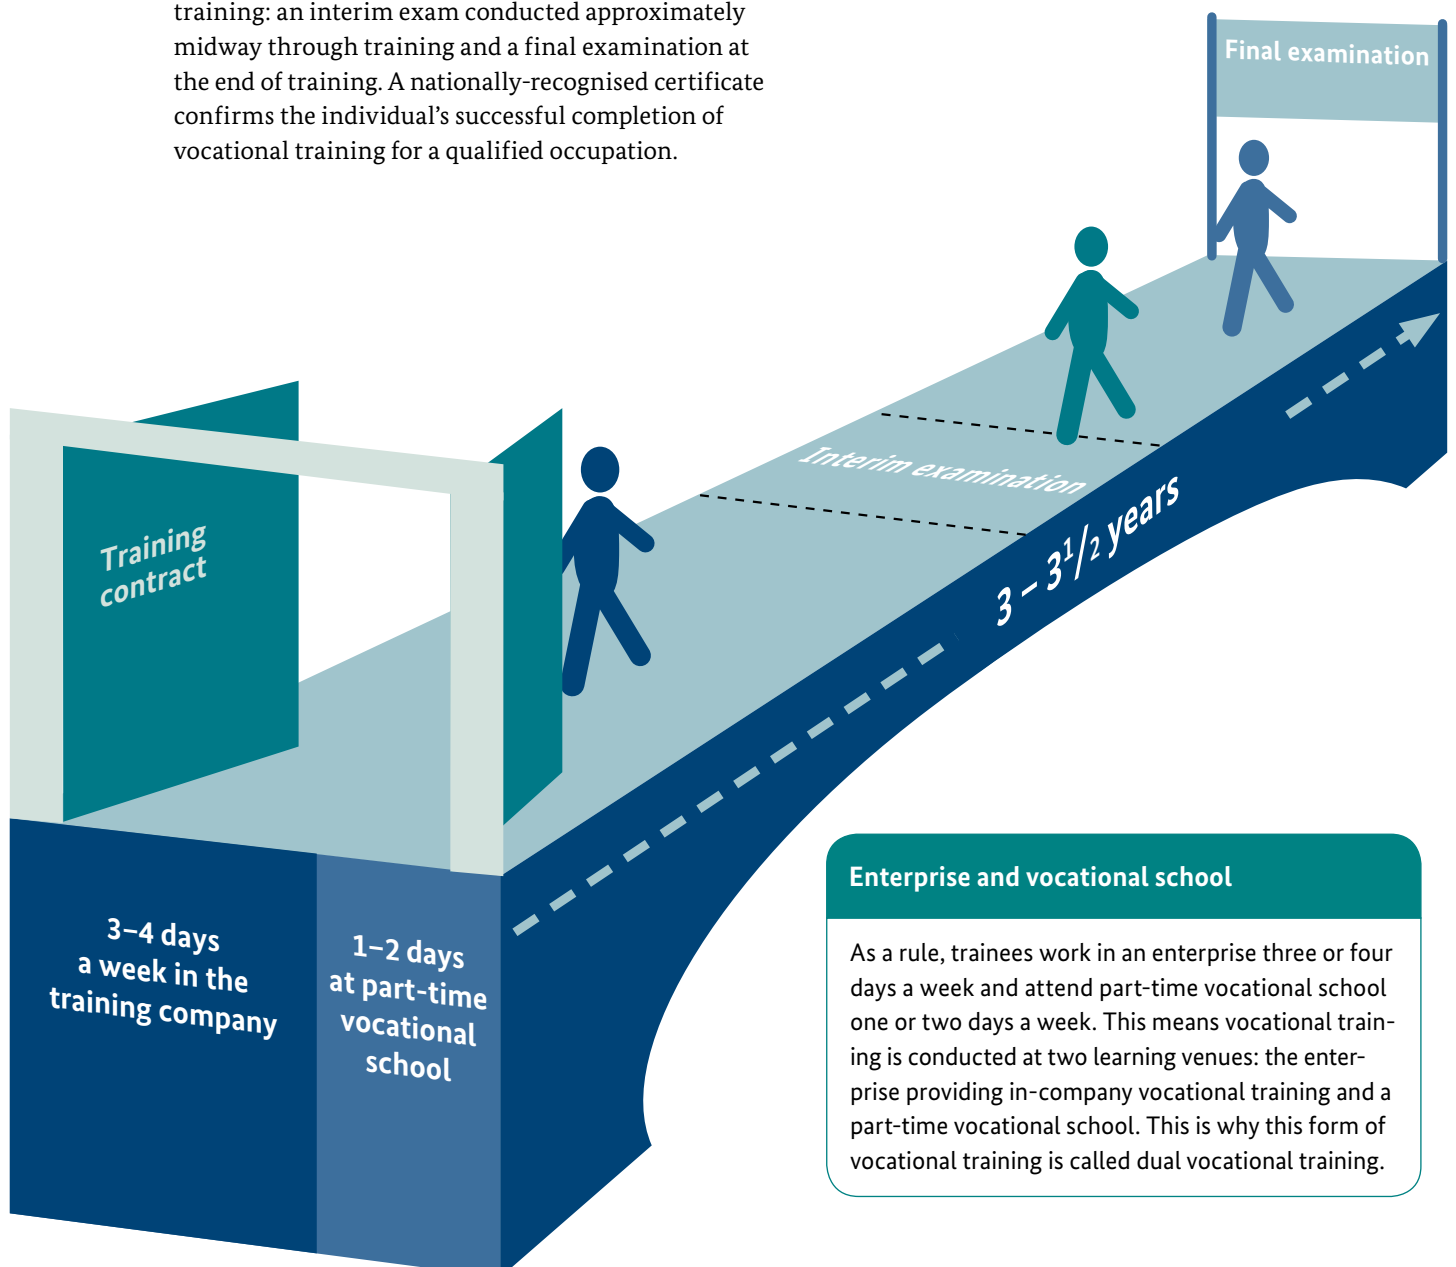 training: an interim exam conducted approximately
midway through training and a final examination at
the end of training. A nationally-recognised certificate
confirms the individual's successful completion of
vocational training for a qualified occupation.
Final examination
Interim examination
Training
contract
3 – 3 1/2 years
3–4 days
a week in the
training company
1–2 days
at part-time
vocational
school
Enterprise and vocational school
As a rule, trainees work in an enterprise three or four
days a week and attend part-time vocational school
one or two days a week. This means vocational train-
ing is conducted at two learning venues: the enter-
prise providing in-company vocational training and a
part-time vocational school. This is why this form of
vocational training is called dual vocational training.